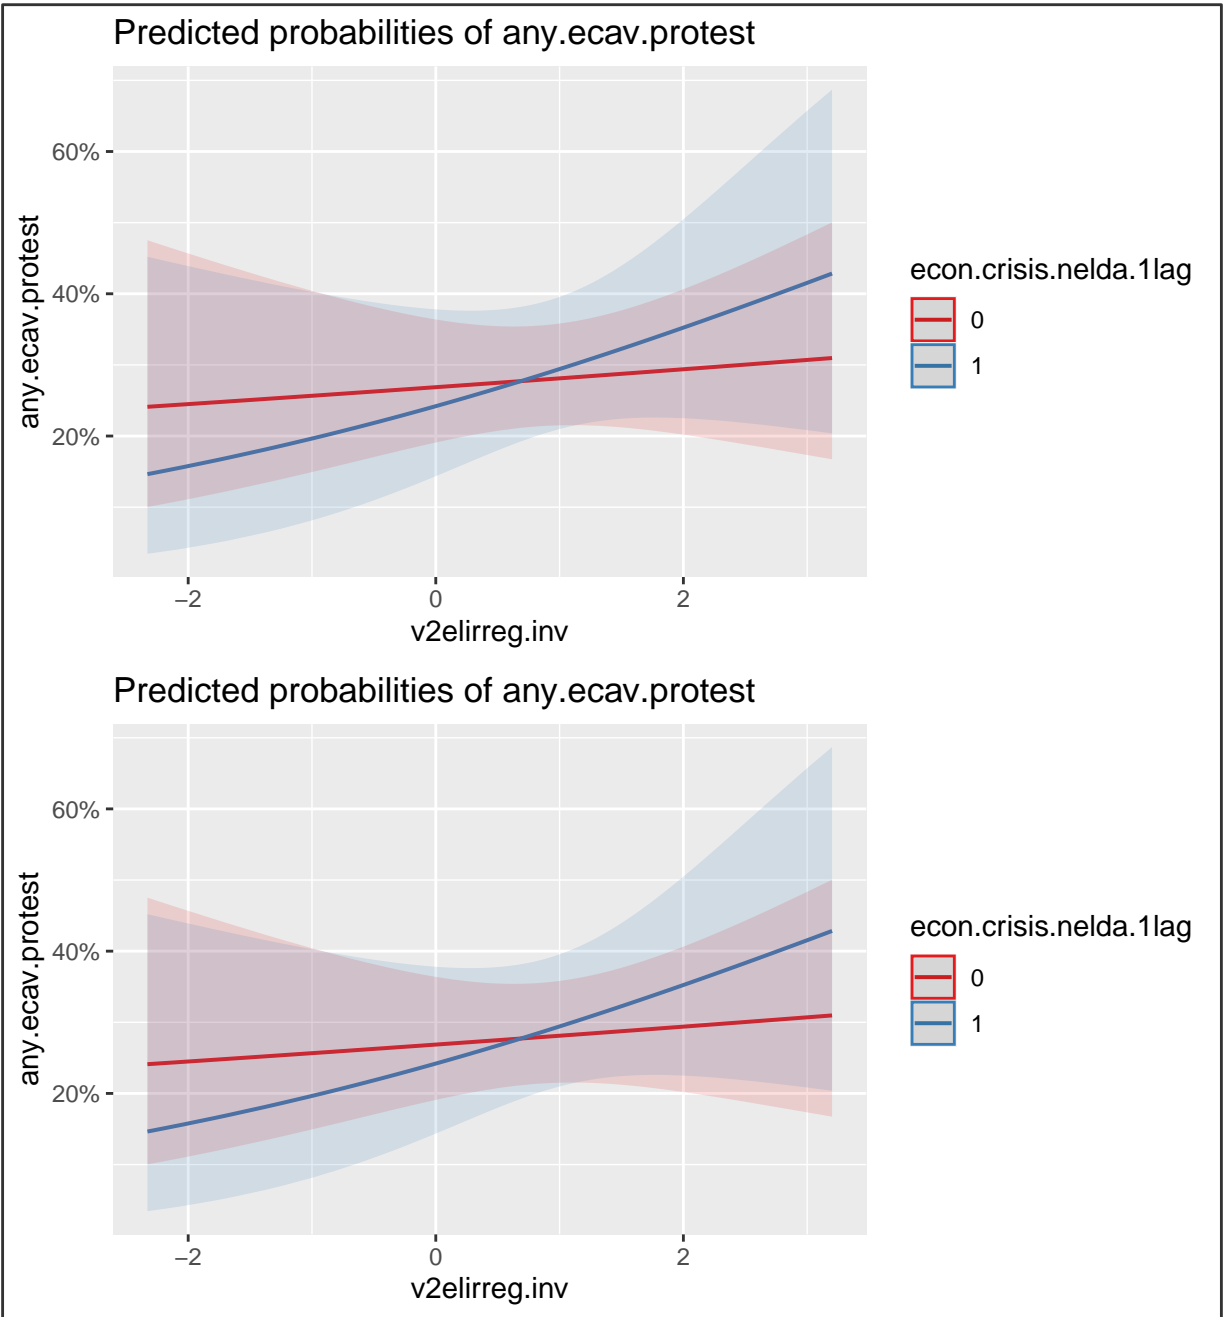 Predicted probabilities of any.ecav.protest
any.ecav.protest
60%
40%
20%
−2
0
2
v2elirreg.inv
econ.crisis.nelda.1lag
0
1
Predicted probabilities of any.ecav.protest
any.ecav.protest
60%
40%
20%
−2
0
2
v2elirreg.inv
econ.crisis.nelda.1lag
0
1